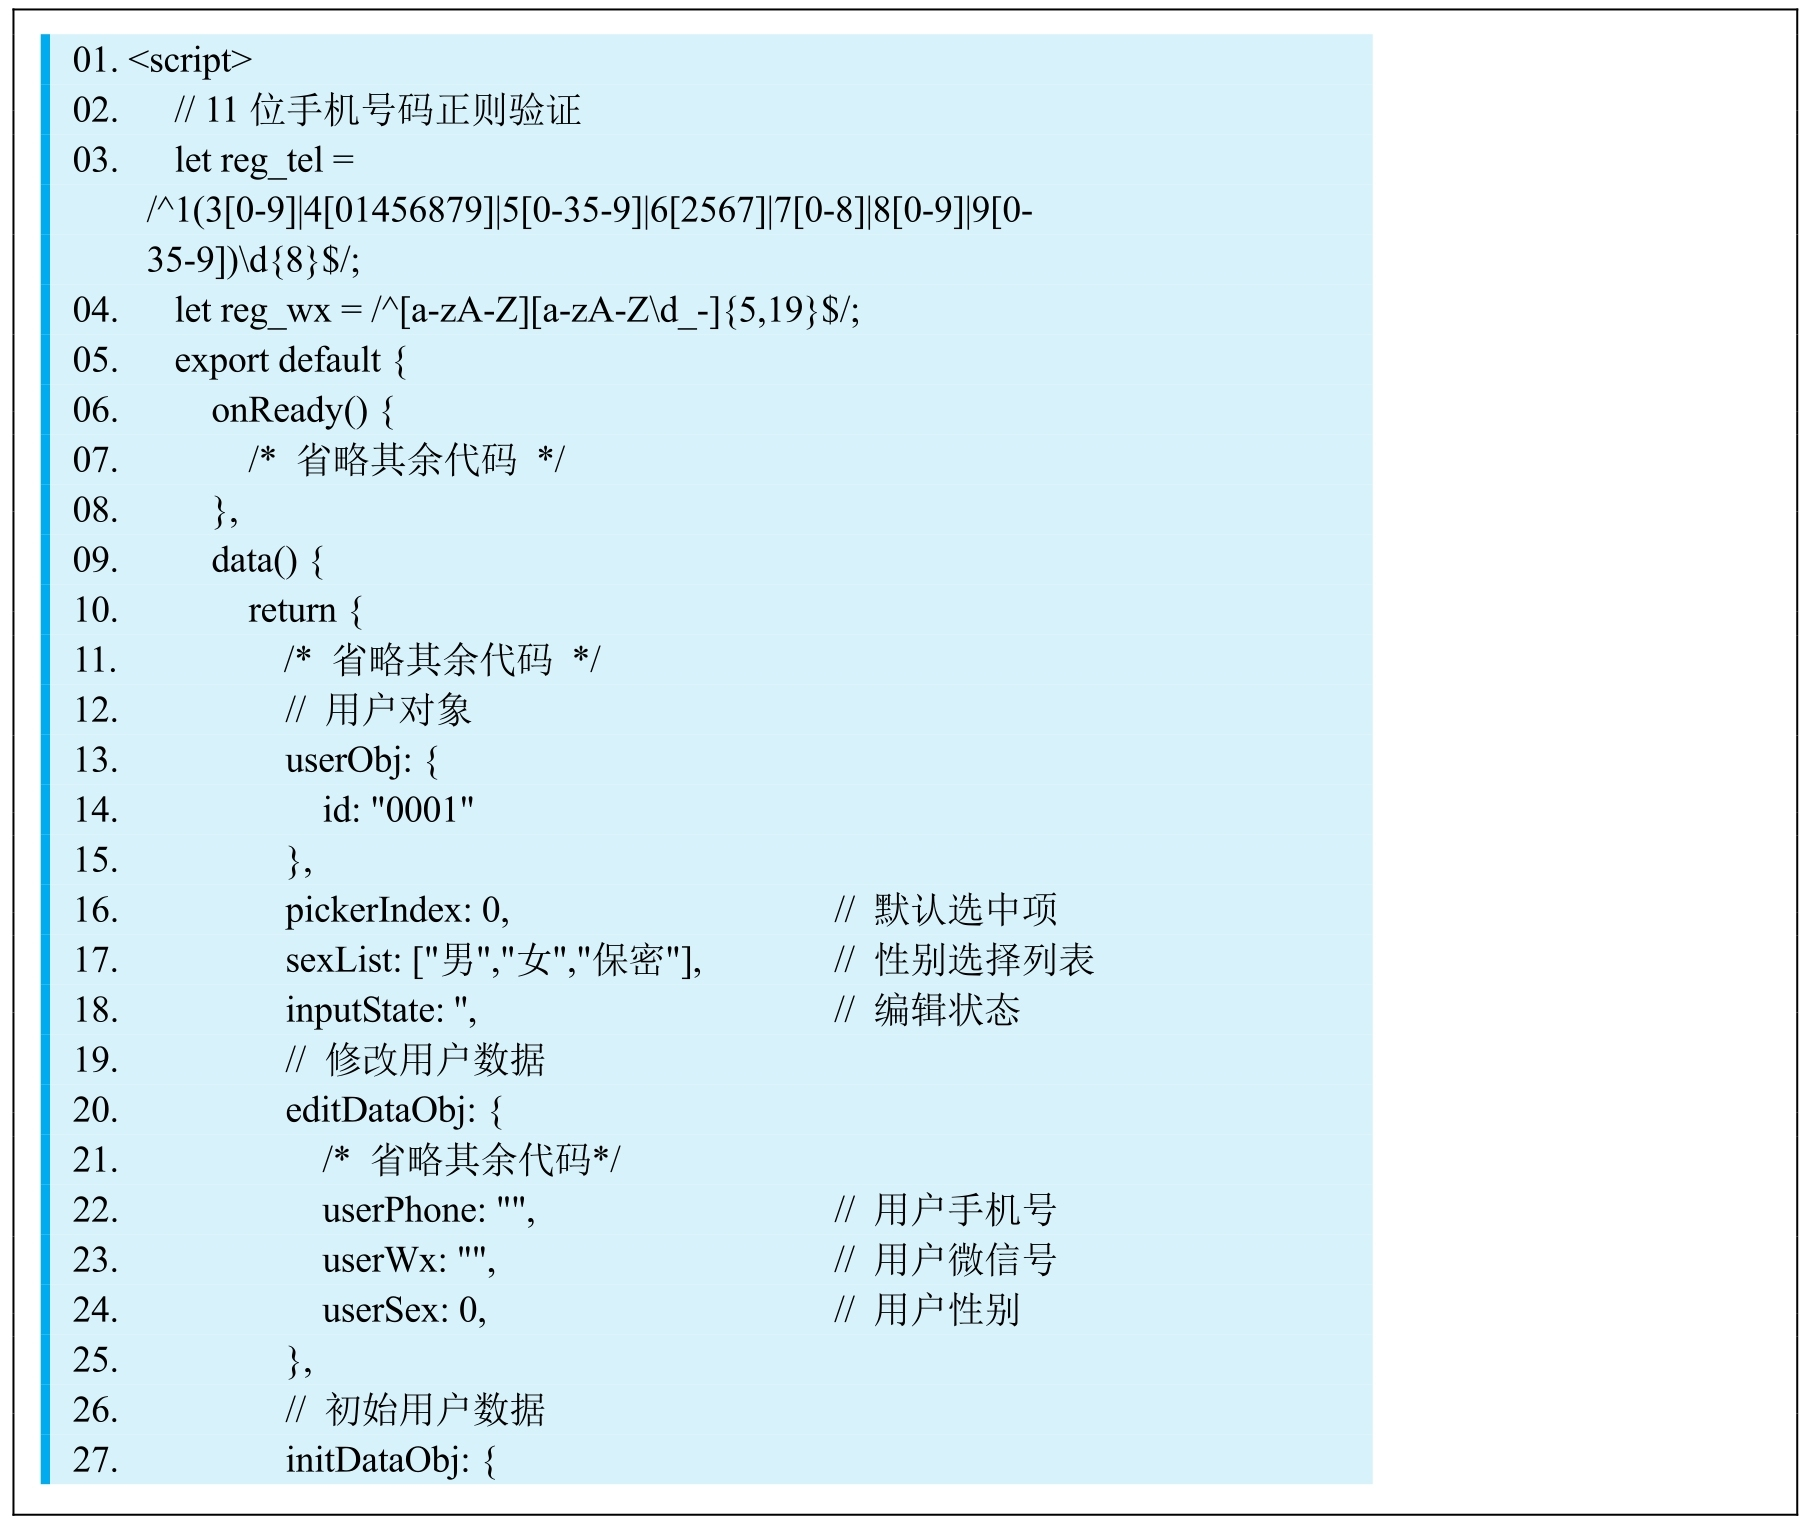 01. <script>
02. // 11 位手机号码正则验证
03. let reg_tel =
/^1(3[0-9]|4[01456879]|5[0-35-9]|6[2567]|7[0-8]|8[0-9]|9[0-
35-9])\d{8}$/;
04. let reg_wx = /^[a-zA-Z][a-zA-Z\d_-]{5,19}$/;
05. export default {
06. onReady() {
07. /* 省略其余代码 */
08. },
09. data() {
10. return {
11. /* 省略其余代码 */
12. // 用户对象
13. userObj: {
14. id: "0001"
15. },
16. pickerIndex: 0, // 默认选中项
17. sexList: ["男","女","保密"], // 性别选择列表
18. inputState: '', // 编辑状态
19. // 修改用户数据
20. editDataObj: {
21. /* 省略其余代码*/
22. userPhone: "", // 用户手机号
23. userWx: "", // 用户微信号
24. userSex: 0, // 用户性别
25. },
26. // 初始用户数据
27. initDataObj: {